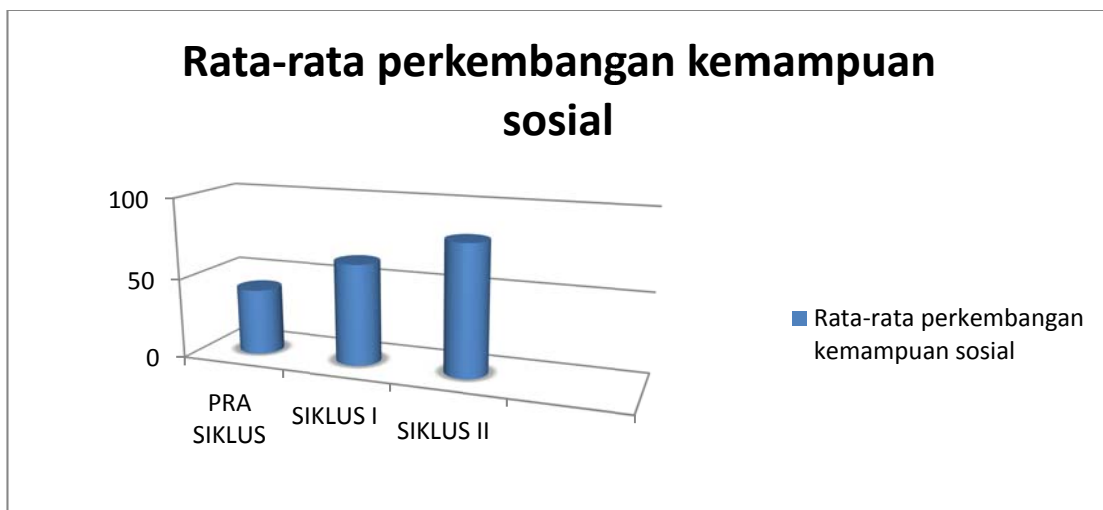 Rata-rata perkembangan kemampuan
sosial
100
50
0
PRA
SIKLUS
SIKLUS I
SIKLUS II
Rata-rata perkembangan
kemampuan sosial